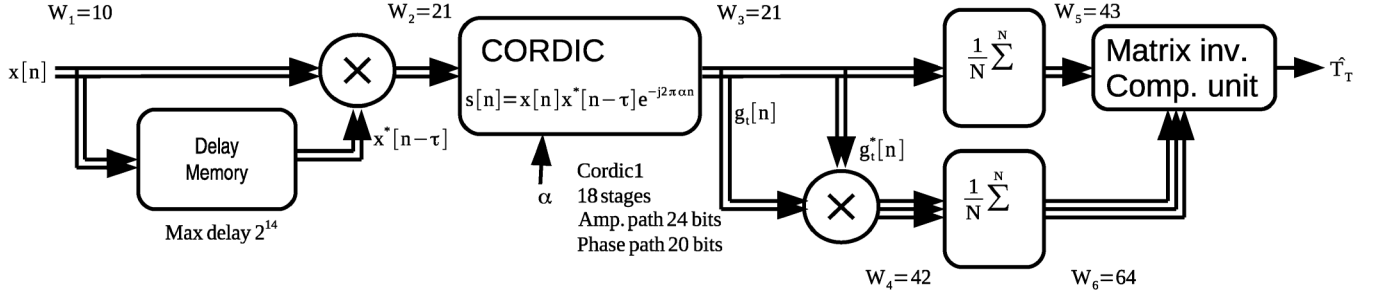 W₁=10
W₂=21
W₃=21
W₅=43
x[n]
CORDIC
s[n]=x[n]x*[n−τ]e^{−j2παn}
1/N ∑ N
Matrix inv.
Comp. unit
T̂_T
Delay
Memory
x*[n−τ]
g_t[n]
g_t*[n]
Max delay 2¹⁴
α
Cordic1
18 stages
Amp. path 24 bits
Phase path 20 bits
1/N ∑ N
W₄=42
W₆=64